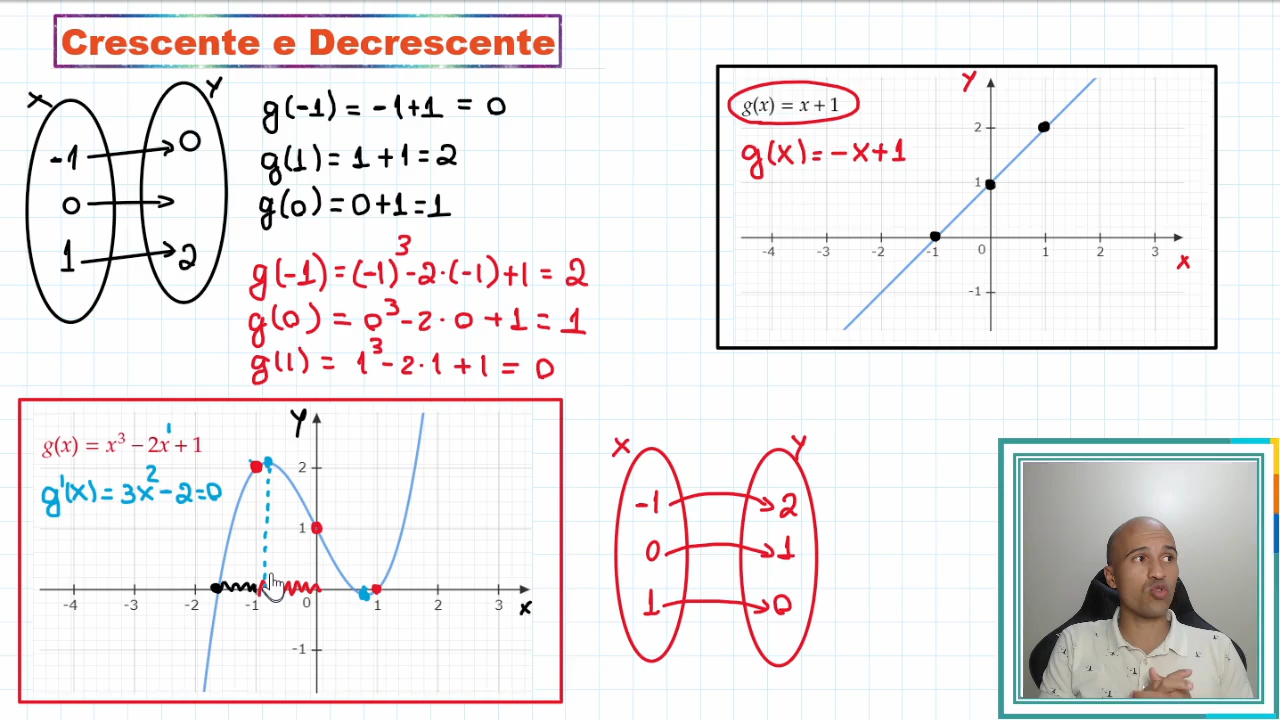 Crescente e Decrescente
X Y
-1 0
0
1 2
g(-1) = -1+1 = 0
g(1) = 1+1 = 2
g(0) = 0+1 = 1
g(-1) = (-1)³ - 2·(-1) + 1 = 2
g(0) = 0³ - 2·0 + 1 = 1
g(1) = 1³ - 2·1 + 1 = 0
g(x) = x + 1
g(x) = -x+1
Y
2
1
-4 -3 -2 -1 0 1 2 3
X
-1
g(x) = x³ - 2x¹ + 1
g'(x) = 3x² - 2 = 0
Y
2
1
-4 -3 -2 -1 0 1 2 3 X
-1
X Y
-1 2
0 1
1 0